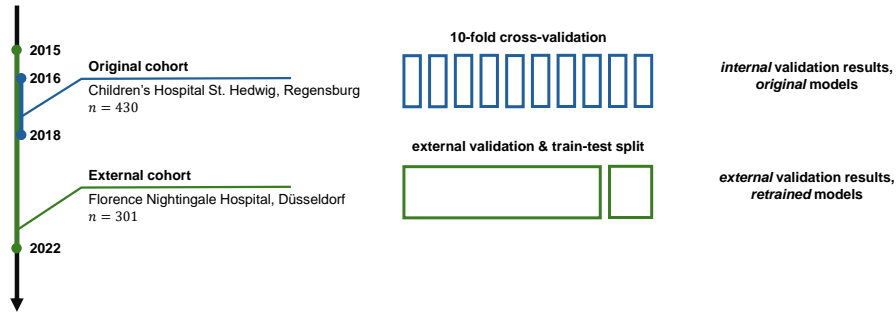 2015
2016
2018
2022
Original cohort
Children's Hospital St. Hedwig, Regensburg
n = 430
External cohort
Florence Nightingale Hospital, Düsseldorf
n = 301
10-fold cross-validation
external validation & train-test split
internal validation results,
original models
external validation results,
retrained models